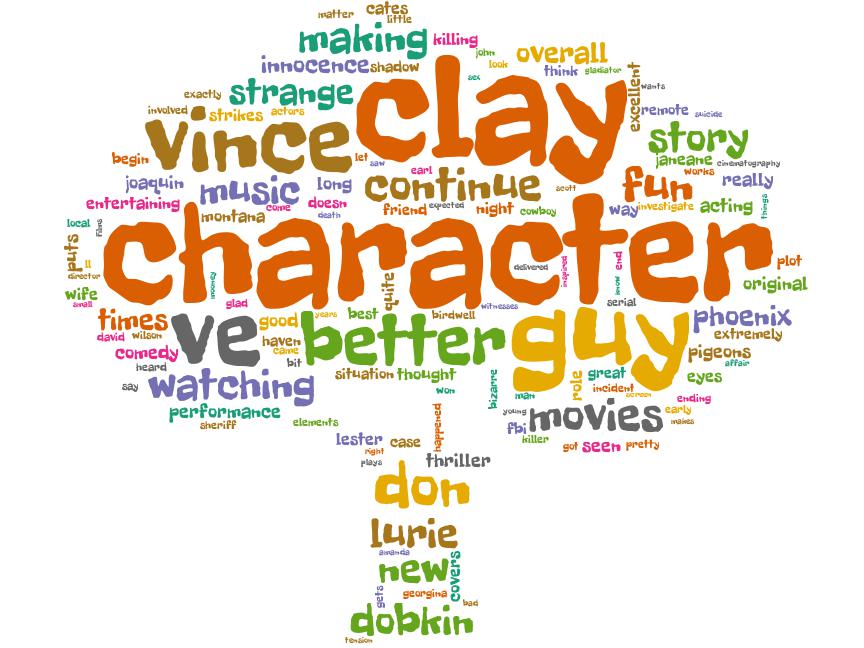 cates
matter little
making killing
john overall
innocence shadow look
think gladiator
sex
exactly strange excellent wants
involved strikes actors remote suicide
vince clay story
begin let saw janeane cinematography
earl works
joaquin music long continue scott fun really
entertaining come doesn friend expected night cowboy way investigate acting things
montana death
local films
puts character plot
ll delivered inspired end
director mooney quite know original
wife small glad serial
times ve good years best birdwell witnesses guy phoenix
david wilson haven better extremely
comedy came pigeons
heard bit affair
situation thought bizarre role great eyes
say watching won man incident screen ending
performance happened young movies early
sheriff elements fbi makes
killer
lester case got seen pretty
right
plays thriller
don
lurie
amanda
new covers
gets georgina
bad
dobkin
tension